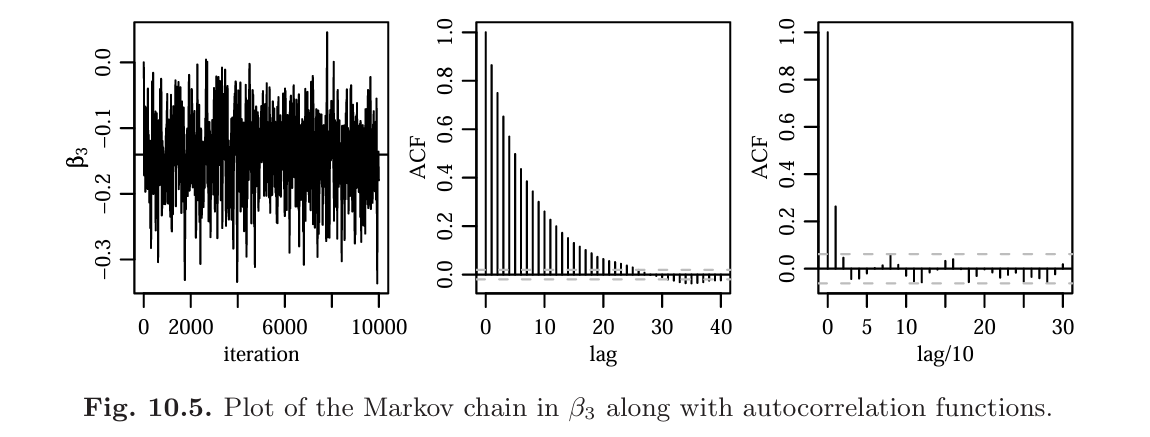 β3
0.0
−0.1
−0.2
−0.3
0 2000 6000 10000
iteration
ACF
1.0
0.8
0.6
0.4
0.2
0.0
0 10 20 30 40
lag
ACF
1.0
0.8
0.6
0.4
0.2
0.0
0 5 10 20 30
lag/10
Fig. 10.5. Plot of the Markov chain in β3 along with autocorrelation functions.